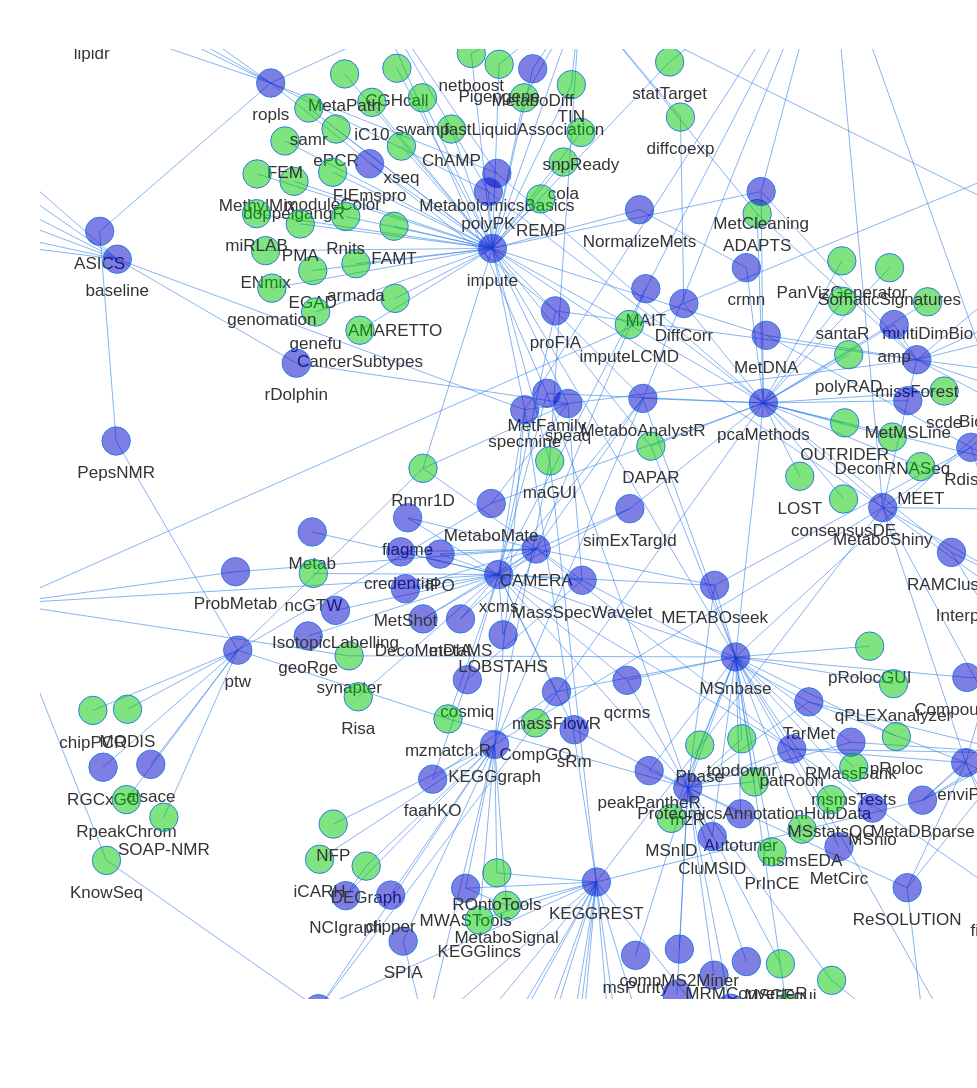 lipidr
netboost
Pigengene
MetaboDiff
statTarget
ropls
MetaPath
CGHcall
TIN
samr
iC10
swamp
fastLiquidAssociation
diffcoexp
ePCR
ChAMP
snpReady
FEM
xseq
cola
MethylMix
FIEmspro
moduleColor
doppelgangR
MetabolomicsBasics
polyPK
REMP
MetCleaning
NormalizeMets
ADAPTS
miRLAB
PMA
Rnits
FAMT
ASICS
baseline
ENmix
impute
EGAD
armada
crmn
PanVizGenerator
SomaticSignatures
genomation
genefu
AMARETTO
MAIT
DiffCorr
santaR
multiDimBio
CancerSubtypes
proFIA
imputeLCMD
MetDNA
amp
rDolphin
polyRAD
missForest
MetFamily
speaq
specmine
MetaboAnalystR
pcaMethods
scde
MetMSLine
OUTRIDER
PepsNMR
DeconRNASeq
Rnmr1D
maGUI
DAPAR
LOST
MEET
Rdis
consensusDE
MetaboShiny
MetaboMate
simExTargId
Metab
flagme
credential
IPO
CAMERA
RAMClus
ProbMetab
ncGTW
xcms
MassSpecWavelet
METABOseek
Interp
MetShot
IsotopicLabelling
DecoMetDIA
LOBSTAHS
geoRge
ptw
synapter
MSnbase
pRolocGUI
Compou
Risa
cosmiq
massFlowR
qcrms
qPLEXanalyzer
TarMet
chipPCR
MODIS
mzmatch.R
CompGO
sRm
KEGGgraph
Pbase
topdownr
patRoon
RMassBank
pRoloc
RGCxGC
alsace
faahKO
peakPantheR
mzR
ProteomicsAnnotationHubData
msmsTests
enviP
RpeakChrom
SOAP-NMR
MSnID
Autotuner
MSstatsQC
MSnio
MetaDBparse
NFP
CluMSID
msmsEDA
PrInCE
MetCirc
KnowSeq
iCARH
DEGraph
ROntoTools
KEGGREST
ReSOLUTION
NCIgraph
clipper
MWASTools
MetaboSignal
KEGGlincs
SPIA
compMS2Miner
msPurity
MRMConverteR